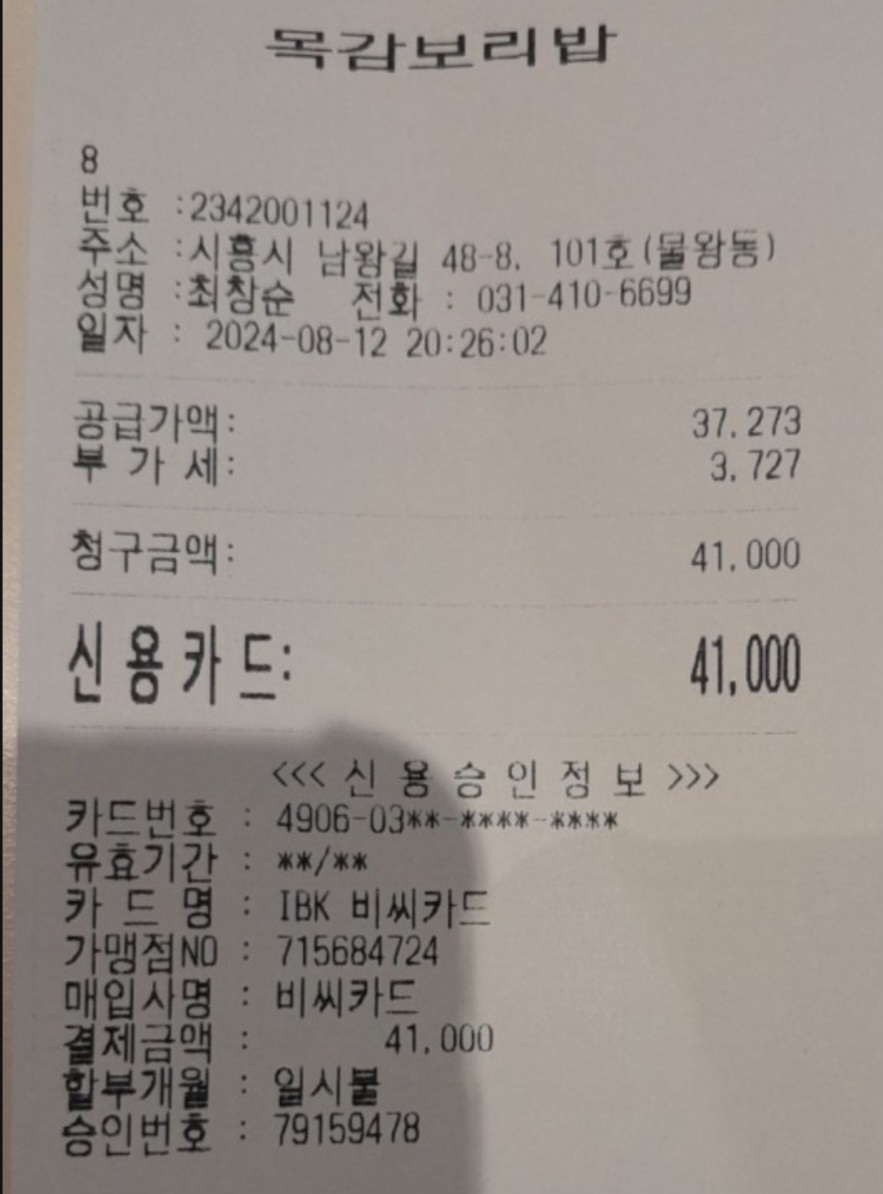 목감보리밥
8
번호 :2342001124
주소 :시흥시 남왕길 48-8, 101호(물왕동)
성명 :최창순 전화 : 031-410-6699
일자 : 2024-08-12 20:26:02
공급가액: 37,273
부 가 세: 3,727
청구금액: 41,000
신용카드: 41,000
<<< 신 용 승 인 정 보 >>>
카드번호 : 4906-03**-****-****
유효기간 : **/**
카 드 명 : IBK 비씨카드
가맹점NO : 715684724
매입사명 : 비씨카드
결제금액 : 41,000
할부개월 : 일시불
승인번호 : 79159478